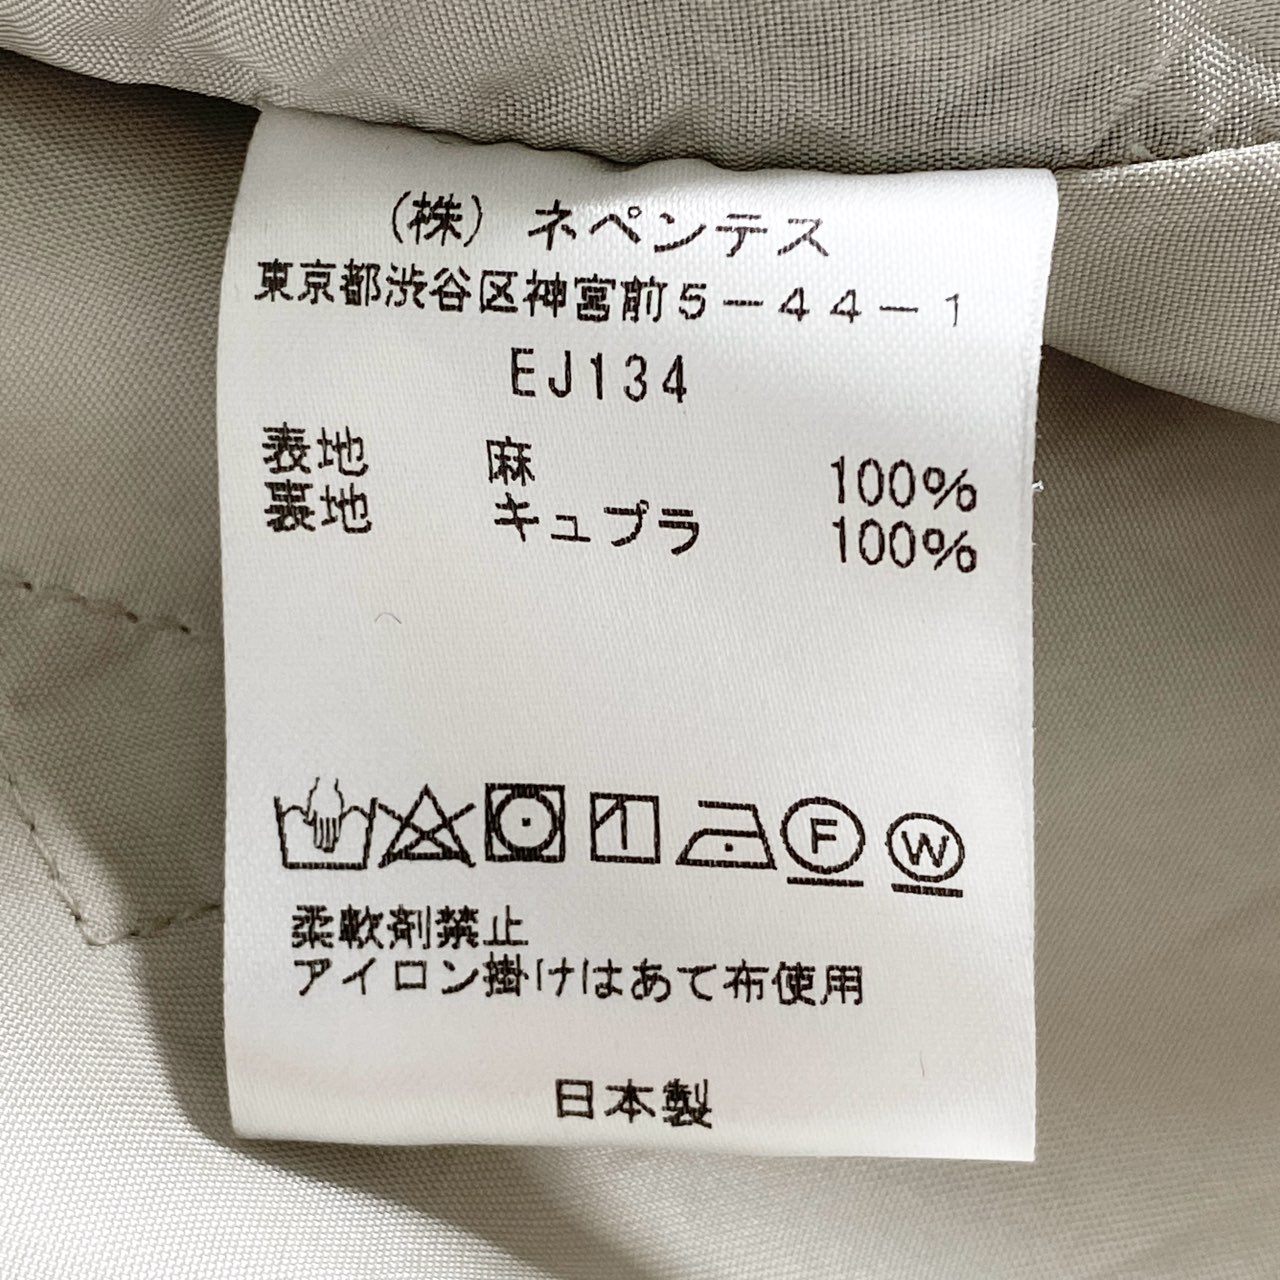 (株)ネペンテス
東京都渋谷区神宮前5-44-1
EJ134
表地 麻 100%
裏地 キュプラ 100%
F W
柔軟剤禁止
アイロン掛けはあて布使用
日本製